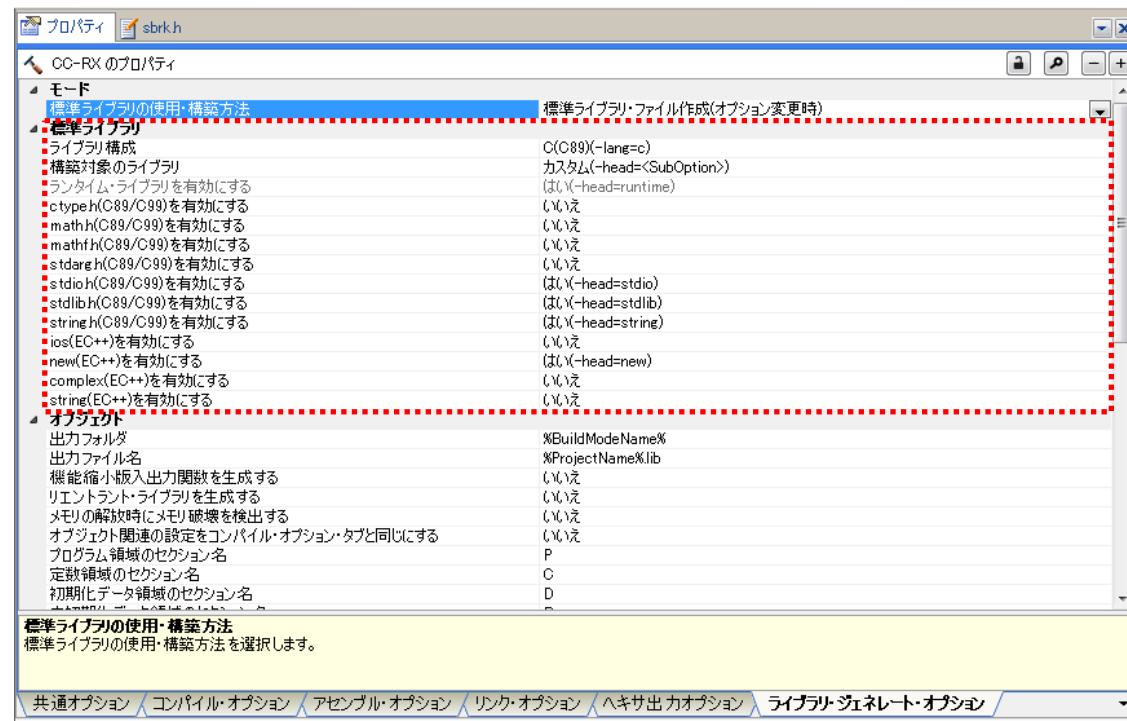 プロパティ sbrk.h
CC-RX のプロパティ
モード
標準ライブラリの使用・構築方法 標準ライブラリ・ファイル作成(オプション変更時)
標準ライブラリ
ライブラリ構成 C(C89)(-lang=c)
構築対象のライブラリ カスタム(-head=<SubOption>)
ランタイム・ライブラリを有効にする はい(-head=runtime)
ctype.h(C89/C99)を有効にする いいえ
math.h(C89/C99)を有効にする いいえ
mathf.h(C89/C99)を有効にする いいえ
stdarg.h(C89/C99)を有効にする いいえ
stdio.h(C89/C99)を有効にする はい(-head=stdio)
stdlib.h(C89/C99)を有効にする はい(-head=stdlib)
string.h(C89/C99)を有効にする はい(-head=string)
ios(EC++)を有効にする いいえ
new(EC++)を有効にする はい(-head=new)
complex(EC++)を有効にする いいえ
string(EC++)を有効にする いいえ
オブジェクト
出力フォルダ %BuildModeName%
出力ファイル名 %ProjectName%.lib
機能縮小版入出力関数を生成する いいえ
リエントラント・ライブラリを生成する いいえ
メモリの解放時にメモリ破壊を検出する いいえ
オブジェクト関連の設定をコンパイル・オプション・タブと同じにする いいえ
プログラム領域のセクション名 P
定数領域のセクション名 C
初期化データ領域のセクション名 D
標準ライブラリの使用・構築方法
標準ライブラリの使用・構築方法を選択します。
共通オプション コンパイル・オプション アセンブル・オプション リンク・オプション ヘキサ出力オプション ライブラリ・ジェネレート・オプション